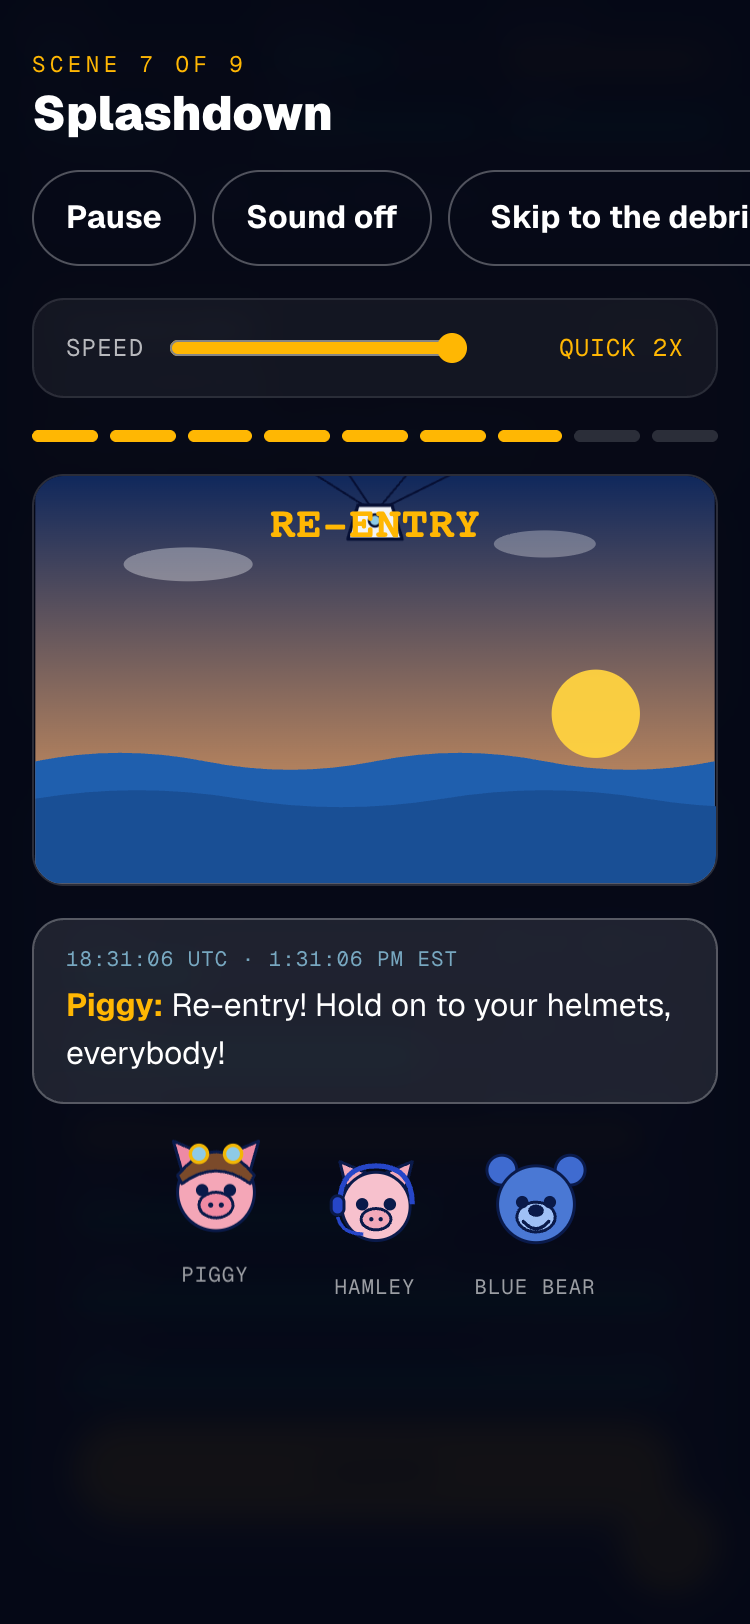 SCENE 7 OF 9
Splashdown
Pause
Sound off
Skip to the debri
SPEED
QUICK 2X
RE-ENTRY
18:31:06 UTC · 1:31:06 PM EST
Piggy: Re-entry! Hold on to your helmets,
everybody!
PIGGY
HAMLEY
BLUE BEAR